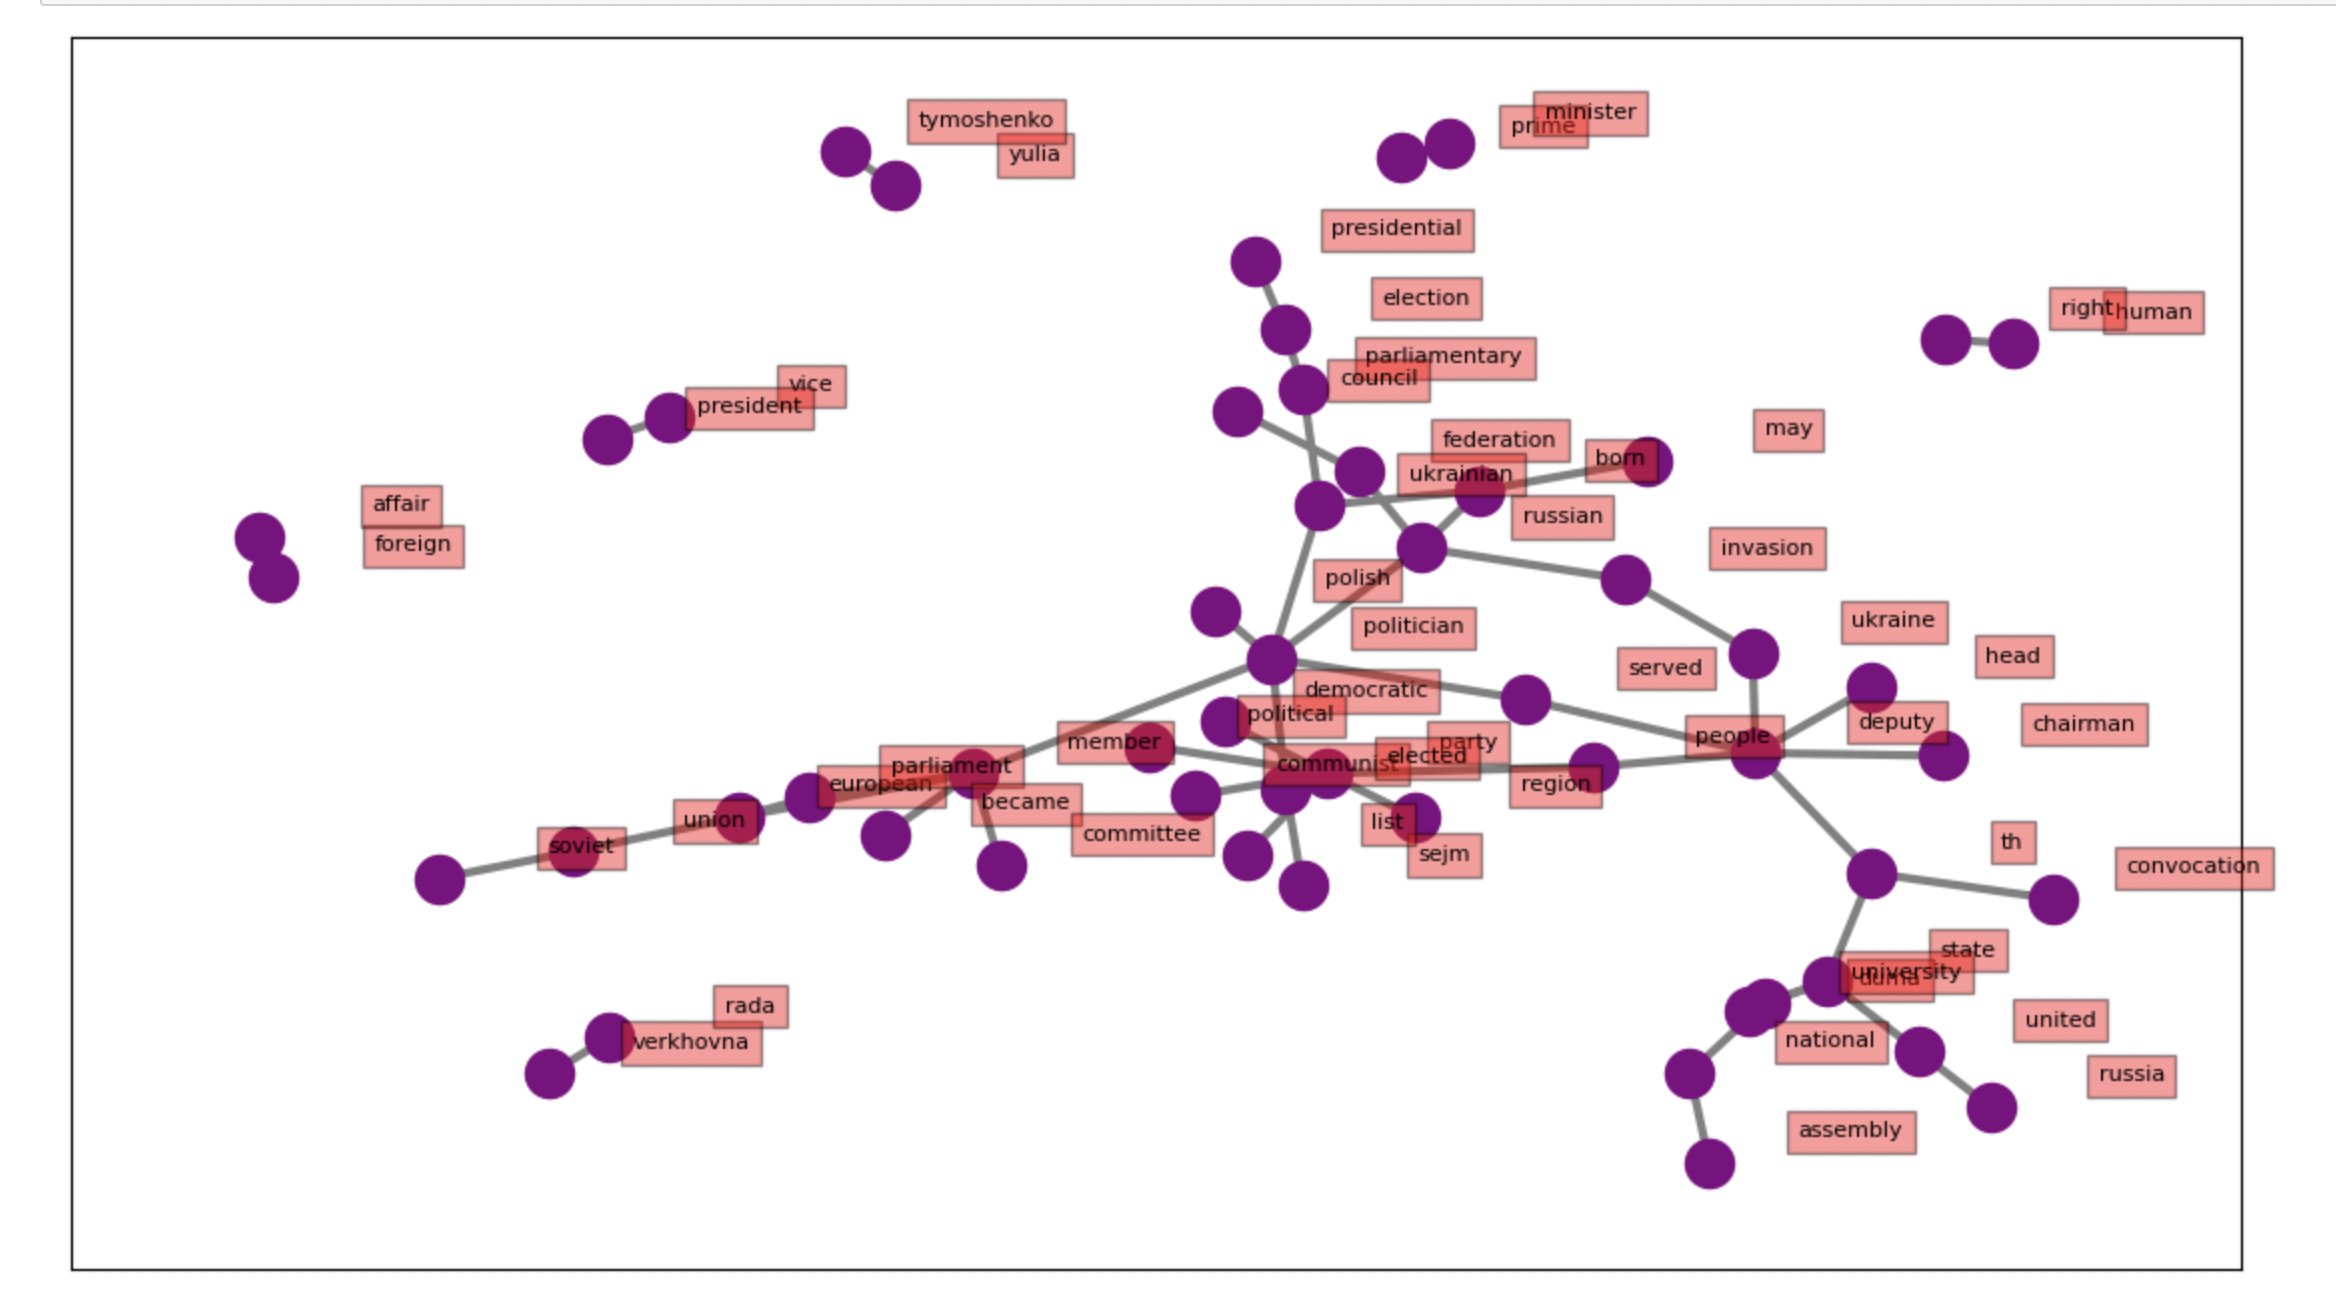 tymoshenko
yulia
minister
prime
presidential
election
right
human
parliamentary
council
vice
president
may
federation
born
ukrainian
affair
russian
foreign
invasion
polish
ukraine
politician
head
served
democratic
political
deputy
chairman
people
member
party
elected
communist
parliament
european
region
became
union
list
committee
th
soviet
sejm
convocation
state
university
duma
rada
united
verkhovna
national
russia
assembly